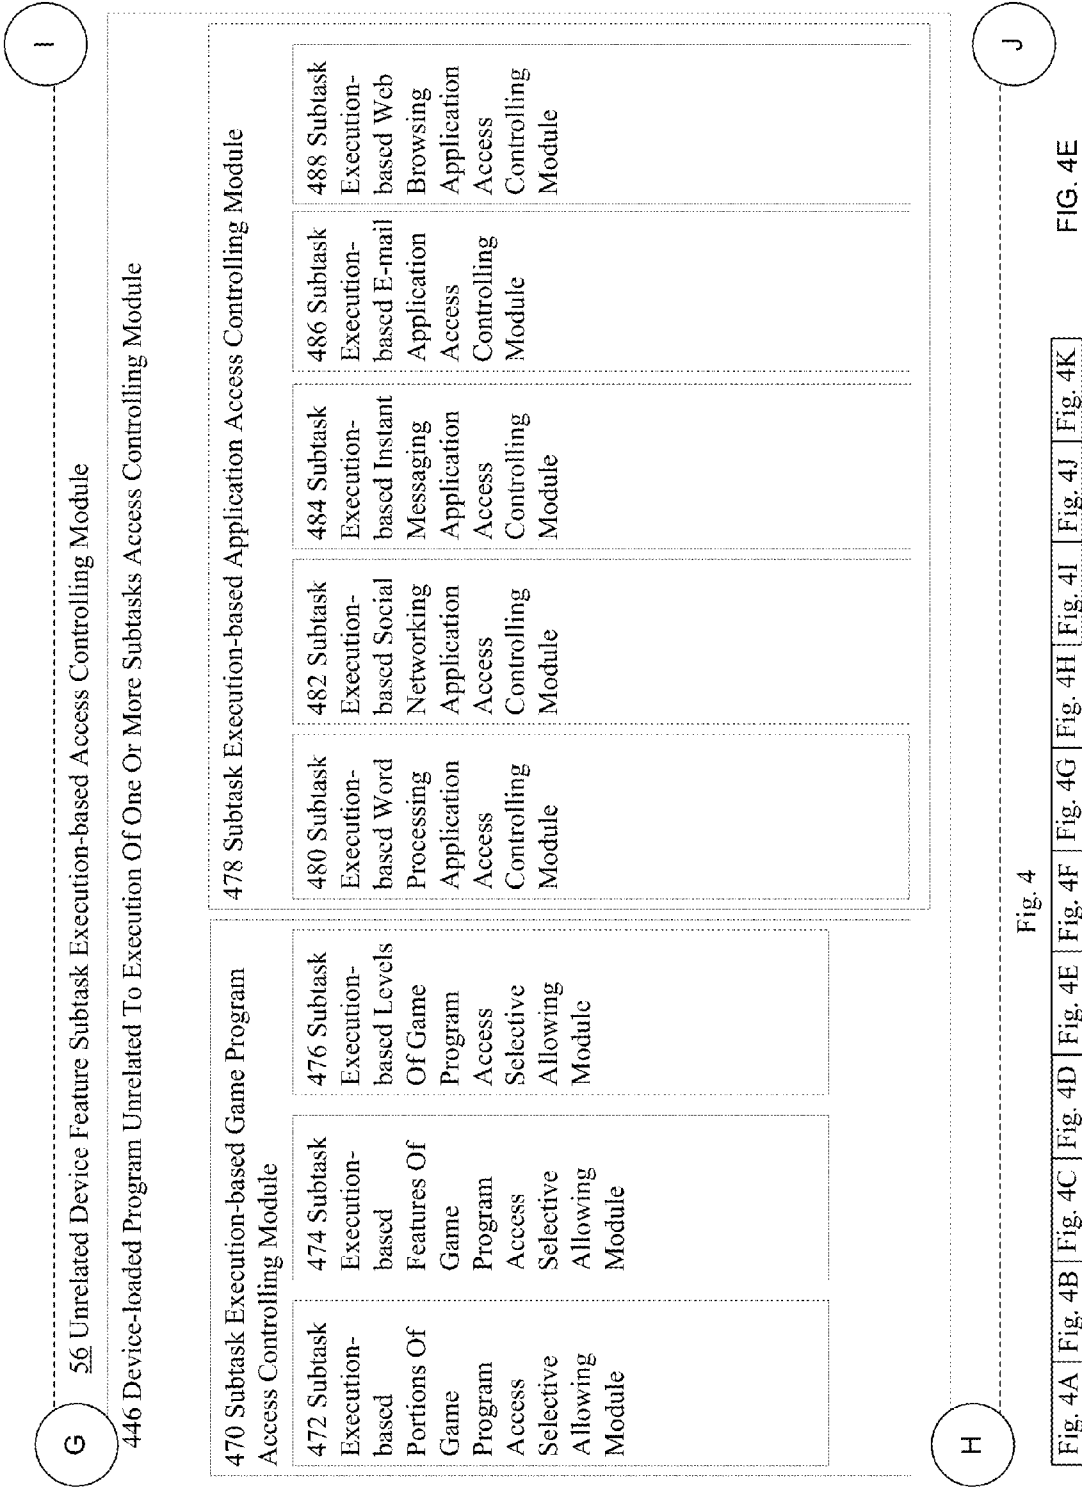 G
I
56 Unrelated Device Feature Subtask Execution-based Access Controlling Module
446 Device-loaded Program Unrelated To Execution Of One Or More Subtasks Access Controlling Module
470 Subtask Execution-based Game Program
Access Controlling Module
472 Subtask
Execution-
based
Portions Of
Game
Program
Access
Selective
Allowing
Module
474 Subtask
Execution-
based
Features Of
Game
Program
Access
Selective
Allowing
Module
476 Subtask
Execution-
based Levels
Of Game
Program
Access
Selective
Allowing
Module
478 Subtask Execution-based Application Access Controlling Module
480 Subtask
Execution-
based Word
Processing
Application
Access
Controlling
Module
482 Subtask
Execution-
based Social
Networking
Application
Access
Controlling
Module
484 Subtask
Execution-
based Instant
Messaging
Application
Access
Controlling
Module
486 Subtask
Execution-
based E-mail
Application
Access
Controlling
Module
488 Subtask
Execution-
based Web
Browsing
Application
Access
Controlling
Module
H
J
Fig. 4
Fig. 4A Fig. 4B Fig. 4C Fig. 4D Fig. 4E Fig. 4F Fig. 4G Fig. 4H Fig. 4I Fig. 4J Fig. 4K
FIG. 4E